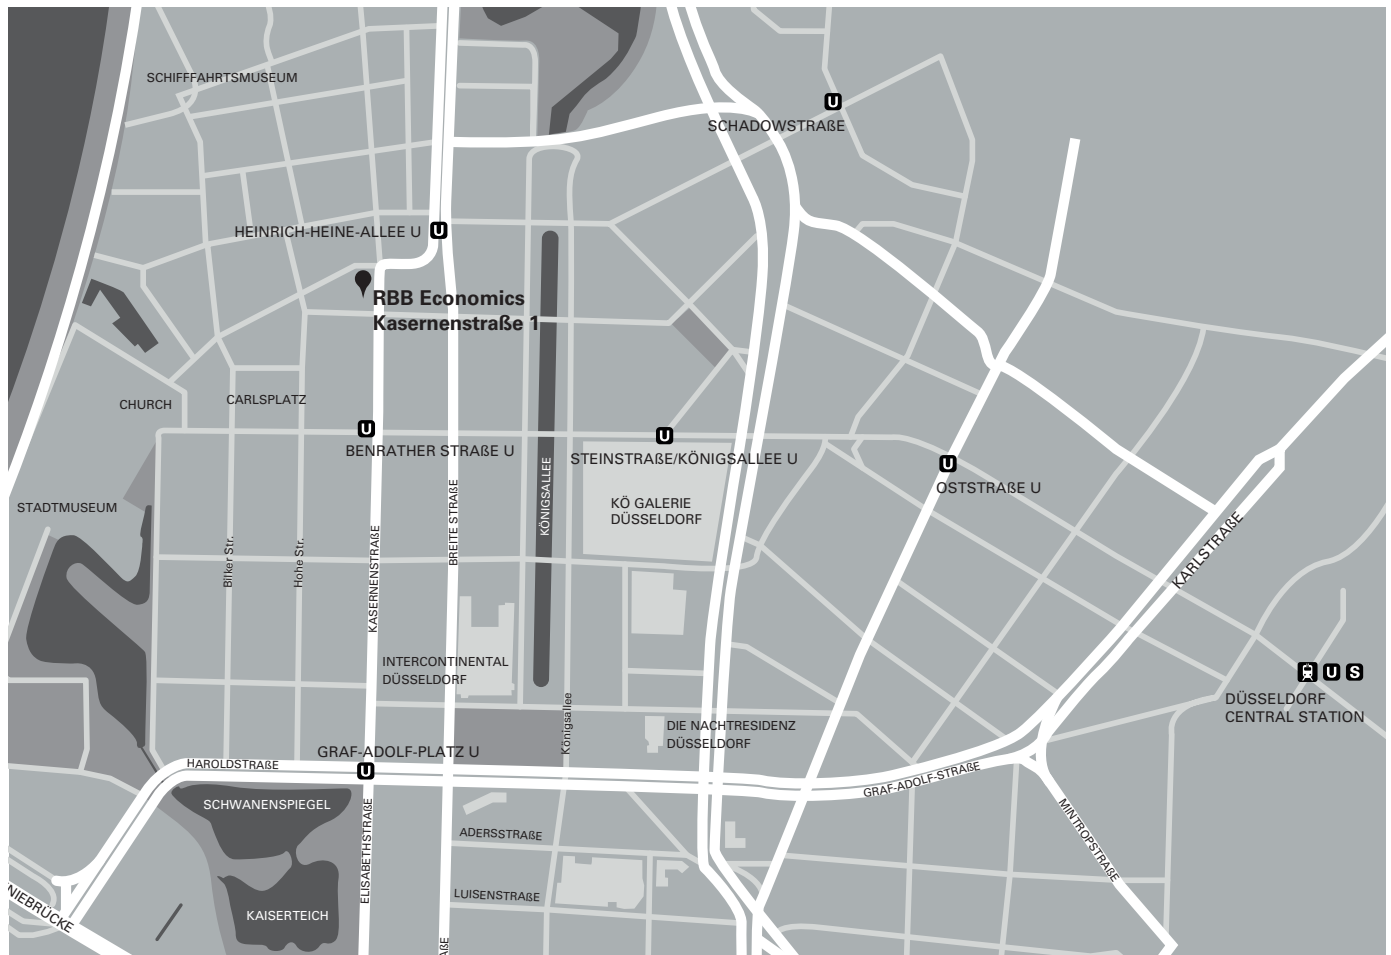 SCHIFFFAHRTSMUSEUM
U
SCHADOWSTRAßE
HEINRICH-HEINE-ALLEE U
U
RBB Economics
Kasernenstraße 1
CHURCH
CARLSPLATZ
U
BENRATHER STRAßE U
U
STEINSTRAßE/KÖNIGSALLEE U
U
OSTSTRAßE U
STADTMUSEUM
KÖ GALERIE
DÜSSELDORF
KÖNIGSALLEE
BREITE STRAßE
KASERNENSTRAßE
Bilker Str.
Hohe Str.
KARLSTRAßE
INTERCONTINENTAL
DÜSSELDORF
U S
DÜSSELDORF
CENTRAL STATION
Königsallee
DIE NACHTRESIDENZ
DÜSSELDORF
GRAF-ADOLF-PLATZ U
U
HAROLDSTRAßE
GRAF-ADOLF-STRAßE
SCHWANENSPIEGEL
ELISABETHSTRAßE
ADERSSTRAßE
MINTROPSTRAßE
LUISENSTRAßE
NIEBRÜCKE
KAISERTEICH
AßE